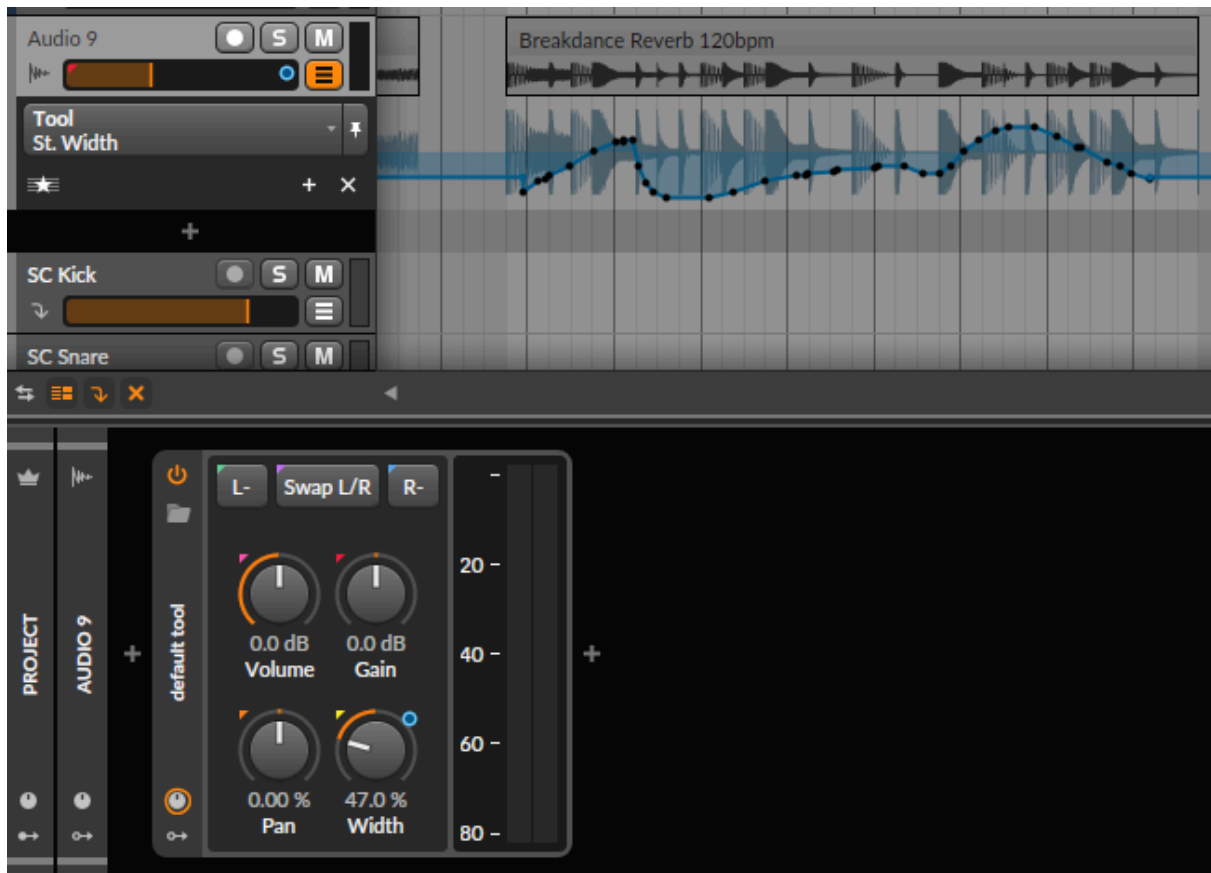 Audio 9
S
M
Breakdance Reverb 120bpm
Tool
St. Width
SC Kick
S
M
SC Snare
S
M
PROJECT
AUDIO 9
default tool
L-
Swap L/R
R-
0.0 dB
Volume
0.0 dB
Gain
0.00 %
Pan
47.0 %
Width
20
40
60
80